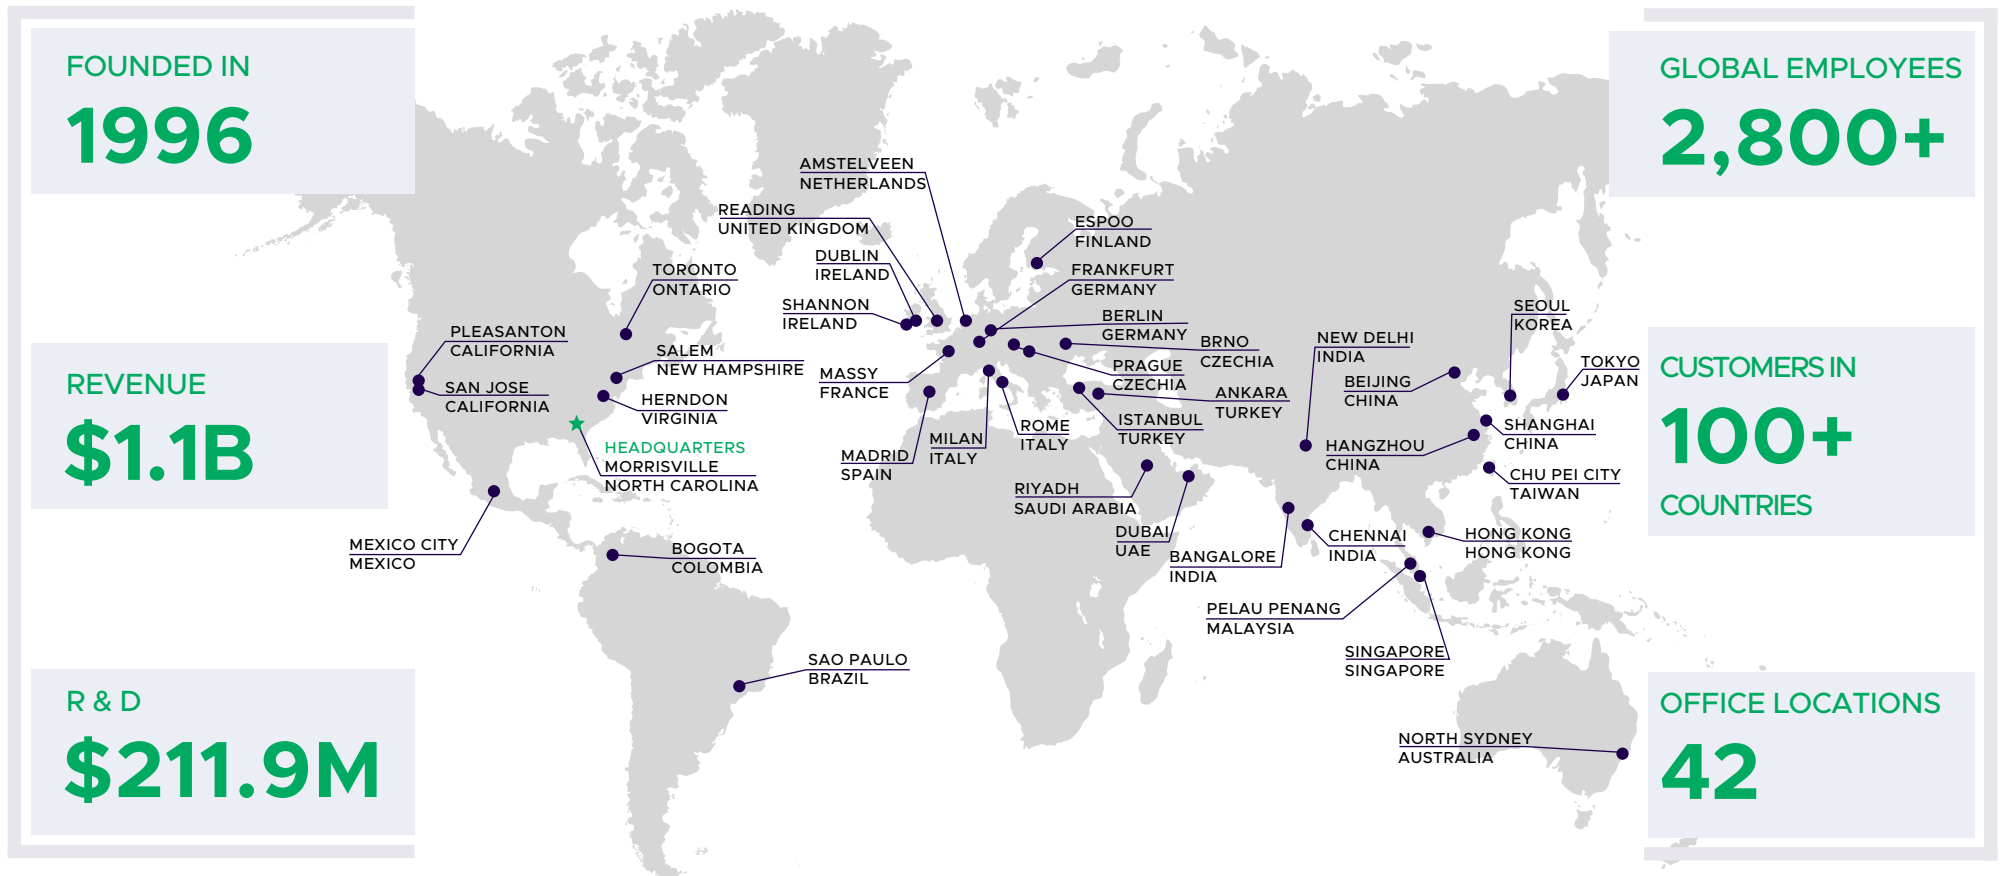 FOUNDED IN
1996
REVENUE
$1.1B
R & D
$211.9M
GLOBAL EMPLOYEES
2,800+
CUSTOMERS IN
100+
COUNTRIES
OFFICE LOCATIONS
42
AMSTELVEEN
NETHERLANDS
READING
UNITED KINGDOM
DUBLIN
IRELAND
SHANNON
IRELAND
TORONTO
ONTARIO
PLEASANTON
CALIFORNIA
SAN JOSE
CALIFORNIA
SALEM
NEW HAMPSHIRE
HERNDON
VIRGINIA
HEADQUARTERS
MORRISVILLE
NORTH CAROLINA
MEXICO CITY
MEXICO
BOGOTA
COLOMBIA
SAO PAULO
BRAZIL
MASSY
FRANCE
MADRID
SPAIN
MILAN
ITALY
ROME
ITALY
ESPOO
FINLAND
FRANKFURT
GERMANY
BERLIN
GERMANY
BRNO
CZECHIA
PRAGUE
CZECHIA
ANKARA
TURKEY
ISTANBUL
TURKEY
RIYADH
SAUDI ARABIA
DUBAI
UAE
NEW DELHI
INDIA
BANGALORE
INDIA
CHENNAI
INDIA
BEIJING
CHINA
HANGZHOU
CHINA
SEOUL
KOREA
TOKYO
JAPAN
SHANGHAI
CHINA
CHU PEI CITY
TAIWAN
HONG KONG
HONG KONG
PELAU PENANG
MALAYSIA
SINGAPORE
SINGAPORE
NORTH SYDNEY
AUSTRALIA